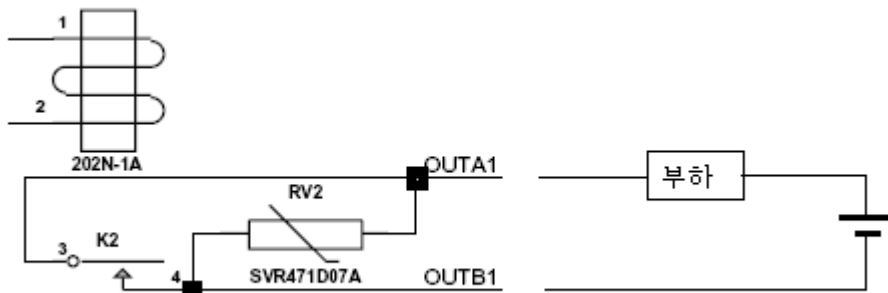 1
2
202N-1A
OUTA1
RV2
부하
K2
3
4
SVR471D07A
OUTB1